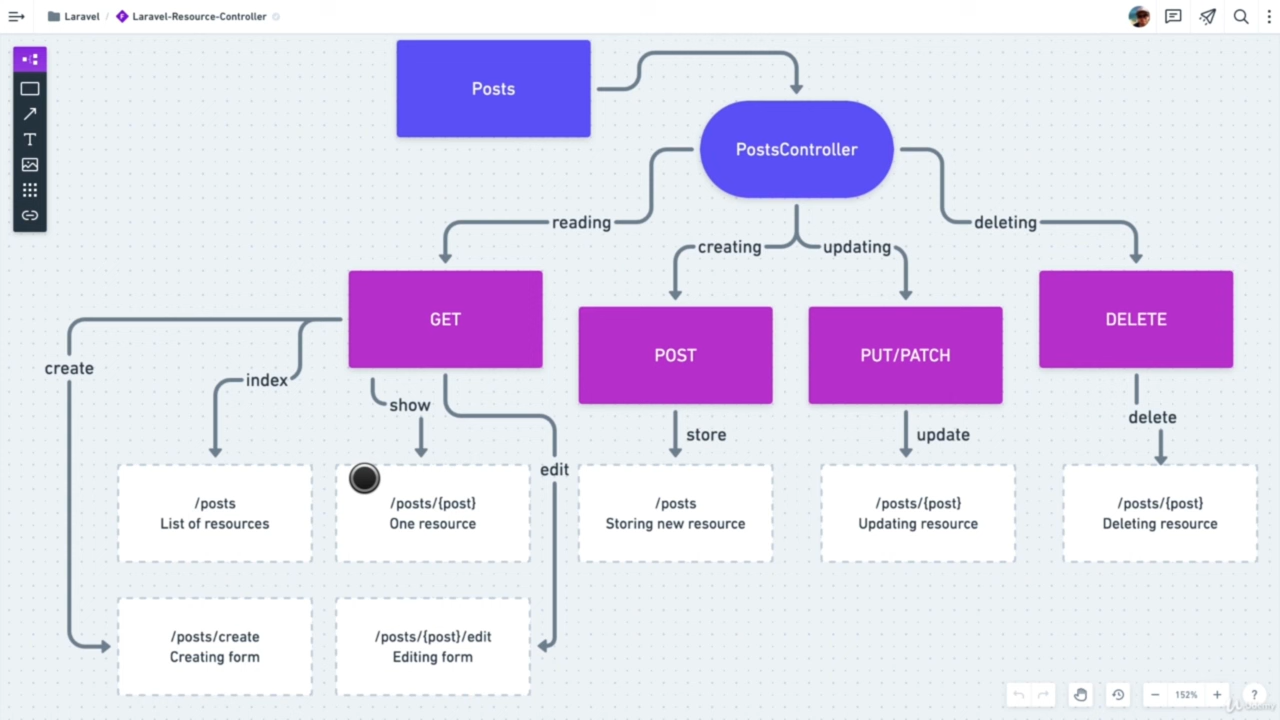 Laravel / Laravel-Resource-Controller
Posts
PostsController
reading
creating
updating
deleting
GET
POST
PUT/PATCH
DELETE
create
index
show
edit
store
update
delete
/posts
List of resources
/posts/{post}
One resource
/posts
Storing new resource
/posts/{post}
Updating resource
/posts/{post}
Deleting resource
/posts/create
Creating form
/posts/{post}/edit
Editing form
152%
?
Udemy